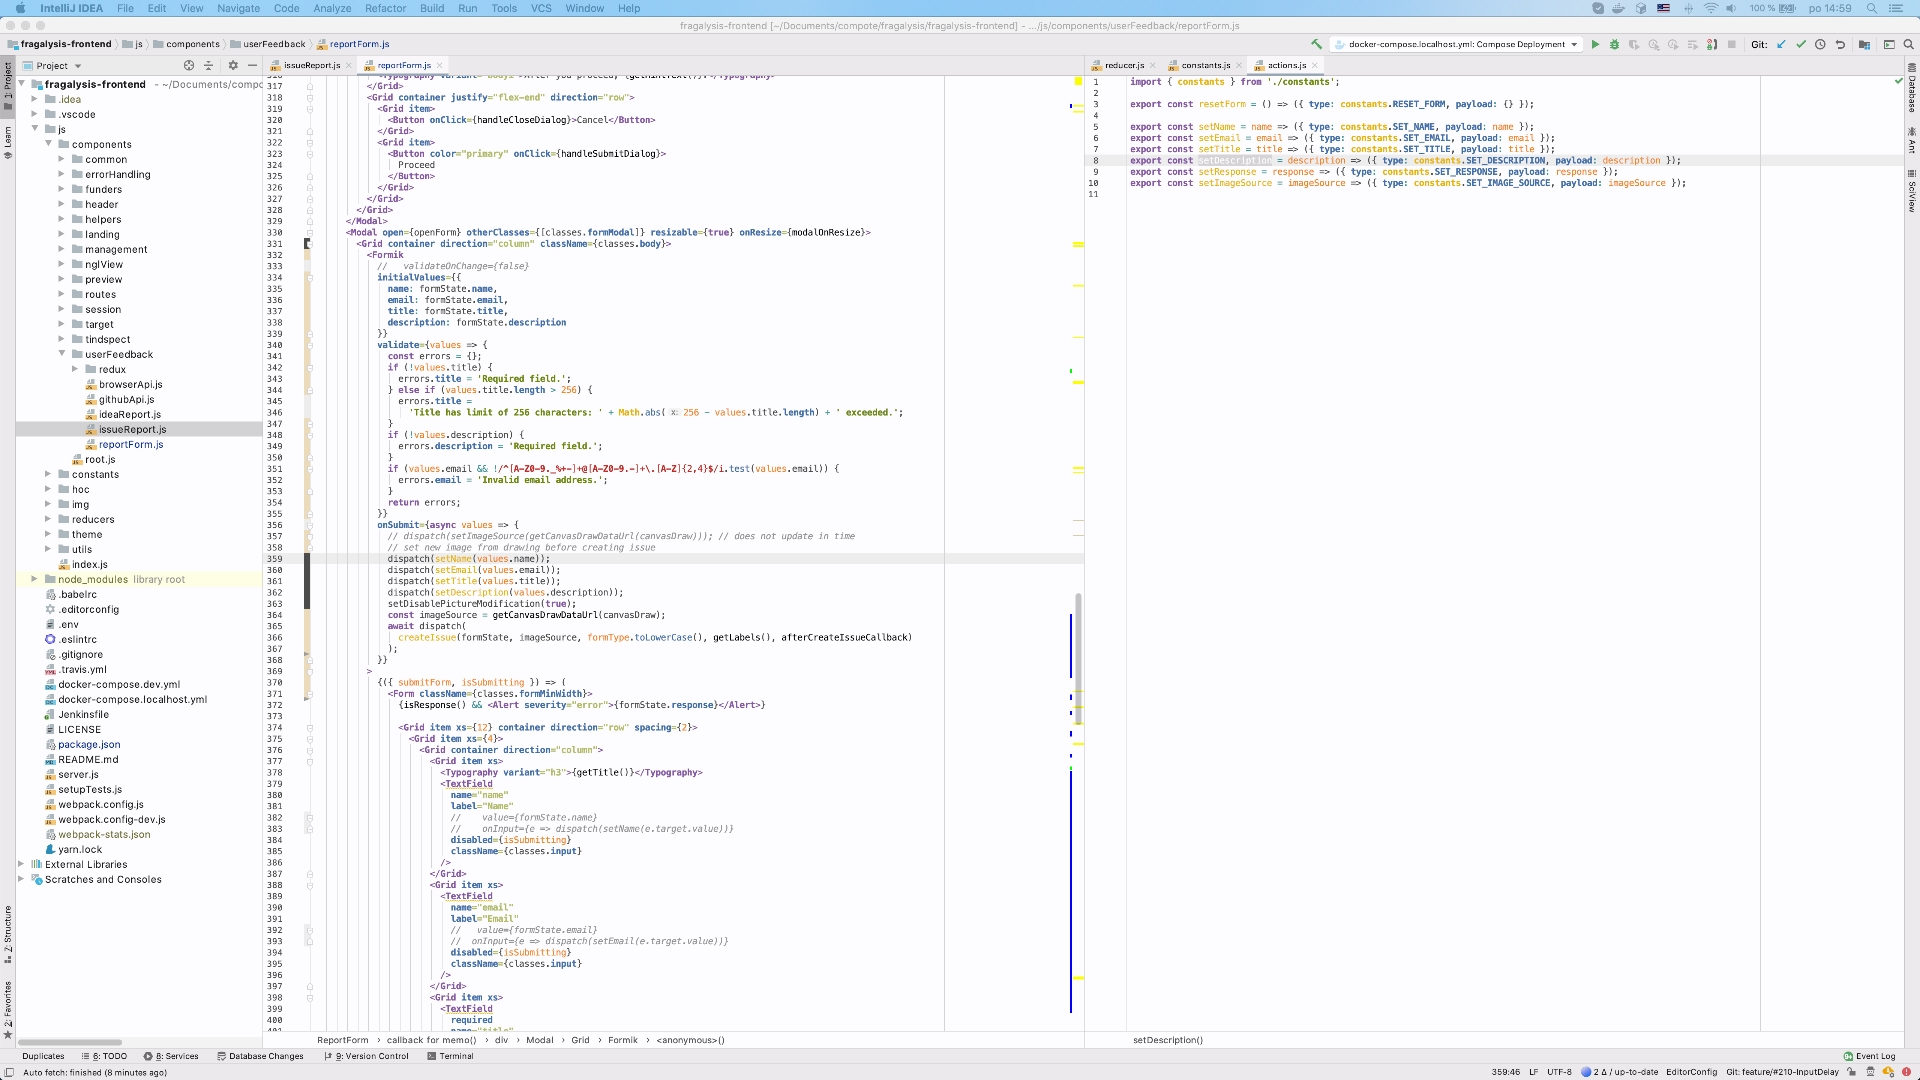 IntelliJ IDEA File Edit View Navigate Code Analyze Refactor Build Run Tools VCS Window Help 100 % po 14:59
fragalysis-frontend [~/Documents/compote/fragalysis/fragalysis-frontend] - .../js/components/userFeedback/reportForm.js
fragalysis-frontend js components userFeedback reportForm.js docker-compose.localhost.yml: Compose Deployment Git:
Project
issueReport.js reportForm.js
reducer.js constants.js actions.js
1: Project
Learn
Z: Structure
2: Favorites
fragalysis-frontend - ~/Documents/compo
.idea
.vscode
js
components
common
errorHandling
funders
header
helpers
landing
management
nglView
preview
routes
session
target
tindspect
userFeedback
redux
browserApi.js
githubApi.js
ideaReport.js
issueReport.js
reportForm.js
root.js
constants
hoc
img
reducers
theme
utils
index.js
node_modules library root
.babelrc
.editorconfig
.env
.eslintrc
.gitignore
.travis.yml
docker-compose.dev.yml
docker-compose.localhost.yml
Jenkinsfile
LICENSE
package.json
README.md
server.js
setupTests.js
webpack.config.js
webpack.config-dev.js
webpack-stats.json
yarn.lock
External Libraries
Scratches and Consoles
317 </Grid>
318 <Grid container justify="flex-end" direction="row">
319 <Grid item>
320 <Button onClick={handleCloseDialog}>Cancel</Button>
321 </Grid>
322 <Grid item>
323 <Button color="primary" onClick={handleSubmitDialog}>
324 Proceed
325 </Button>
326 </Grid>
327 </Grid>
328 </Grid>
329 </Modal>
330 <Modal open={openForm} otherClasses={[classes.formModal]} resizable={true} onResize={modalOnResize}>
331 <Grid container direction="column" className={classes.body}>
332 <Formik
333 // validateOnChange={false}
334 initialValues={{
335 name: formState.name,
336 email: formState.email,
337 title: formState.title,
338 description: formState.description
339 }}
340 validate={values => {
341 const errors = {};
342 if (!values.title) {
343 errors.title = 'Required field.';
344 } else if (values.title.length > 256) {
345 errors.title =
346 'Title has limit of 256 characters: ' + Math.abs( x: 256 - values.title.length) + ' exceeded.';
347 }
348 if (!values.description) {
349 errors.description = 'Required field.';
350 }
351 if (values.email && !/^[A-Z0-9._%+-]+@[A-Z0-9.-]+\.[A-Z]{2,4}$/i.test(values.email)) {
352 errors.email = 'Invalid email address.';
353 }
354 return errors;
355 }}
356 onSubmit={async values => {
357 // dispatch(setImageSource(getCanvasDrawDataUrl(canvasDraw))); // does not update in time
358 // set new image from drawing before creating issue
359 dispatch(setName(values.name));
360 dispatch(setEmail(values.email));
361 dispatch(setTitle(values.title));
362 dispatch(setDescription(values.description));
363 setDisablePictureModification(true);
364 const imageSource = getCanvasDrawDataUrl(canvasDraw);
365 await dispatch(
366 createIssue(formState, imageSource, formType.toLowerCase(), getLabels(), afterCreateIssueCallback)
367 );
368 }}
369 >
370 {({ submitForm, isSubmitting }) => (
371 <Form className={classes.formMinWidth}>
372 {isResponse() && <Alert severity="error">{formState.response}</Alert>}
373
374 <Grid item xs={12} container direction="row" spacing={2}>
375 <Grid item xs={4}>
376 <Grid container direction="column">
377 <Grid item xs>
378 <Typography variant="h3">{getTitle()}</Typography>
379 <TextField
380 name="name"
381 label="Name"
382 // value={formState.name}
383 // onInput={e => dispatch(setName(e.target.value))}
384 disabled={isSubmitting}
385 className={classes.input}
386 />
387 </Grid>
388 <Grid item xs>
389 <TextField
390 name="email"
391 label="Email"
392 // value={formState.email}
393 // onInput={e => dispatch(setEmail(e.target.value))}
394 disabled={isSubmitting}
395 className={classes.input}
396 />
397 </Grid>
398 <Grid item xs>
399 <TextField
400 required
1 import { constants } from './constants';
2
3 export const resetForm = () => ({ type: constants.RESET_FORM, payload: {} });
4
5 export const setName = name => ({ type: constants.SET_NAME, payload: name });
6 export const setEmail = email => ({ type: constants.SET_EMAIL, payload: email });
7 export const setTitle = title => ({ type: constants.SET_TITLE, payload: title });
8 export const setDescription = description => ({ type: constants.SET_DESCRIPTION, payload: description });
9 export const setResponse = response => ({ type: constants.SET_RESPONSE, payload: response });
10 export const setImageSource = imageSource => ({ type: constants.SET_IMAGE_SOURCE, payload: imageSource });
11
Database
Ant
SciView
ReportForm › callback for memo() › div › Modal › Grid › Formik › <anonymous>()
setDescription()
Duplicates 6: TODO 8: Services Database Changes 9: Version Control Terminal Event Log
Auto fetch: finished (8 minutes ago) 359:46 LF UTF-8 2 Δ / up-to-date EditorConfig Git: feature/#210-InputDelay